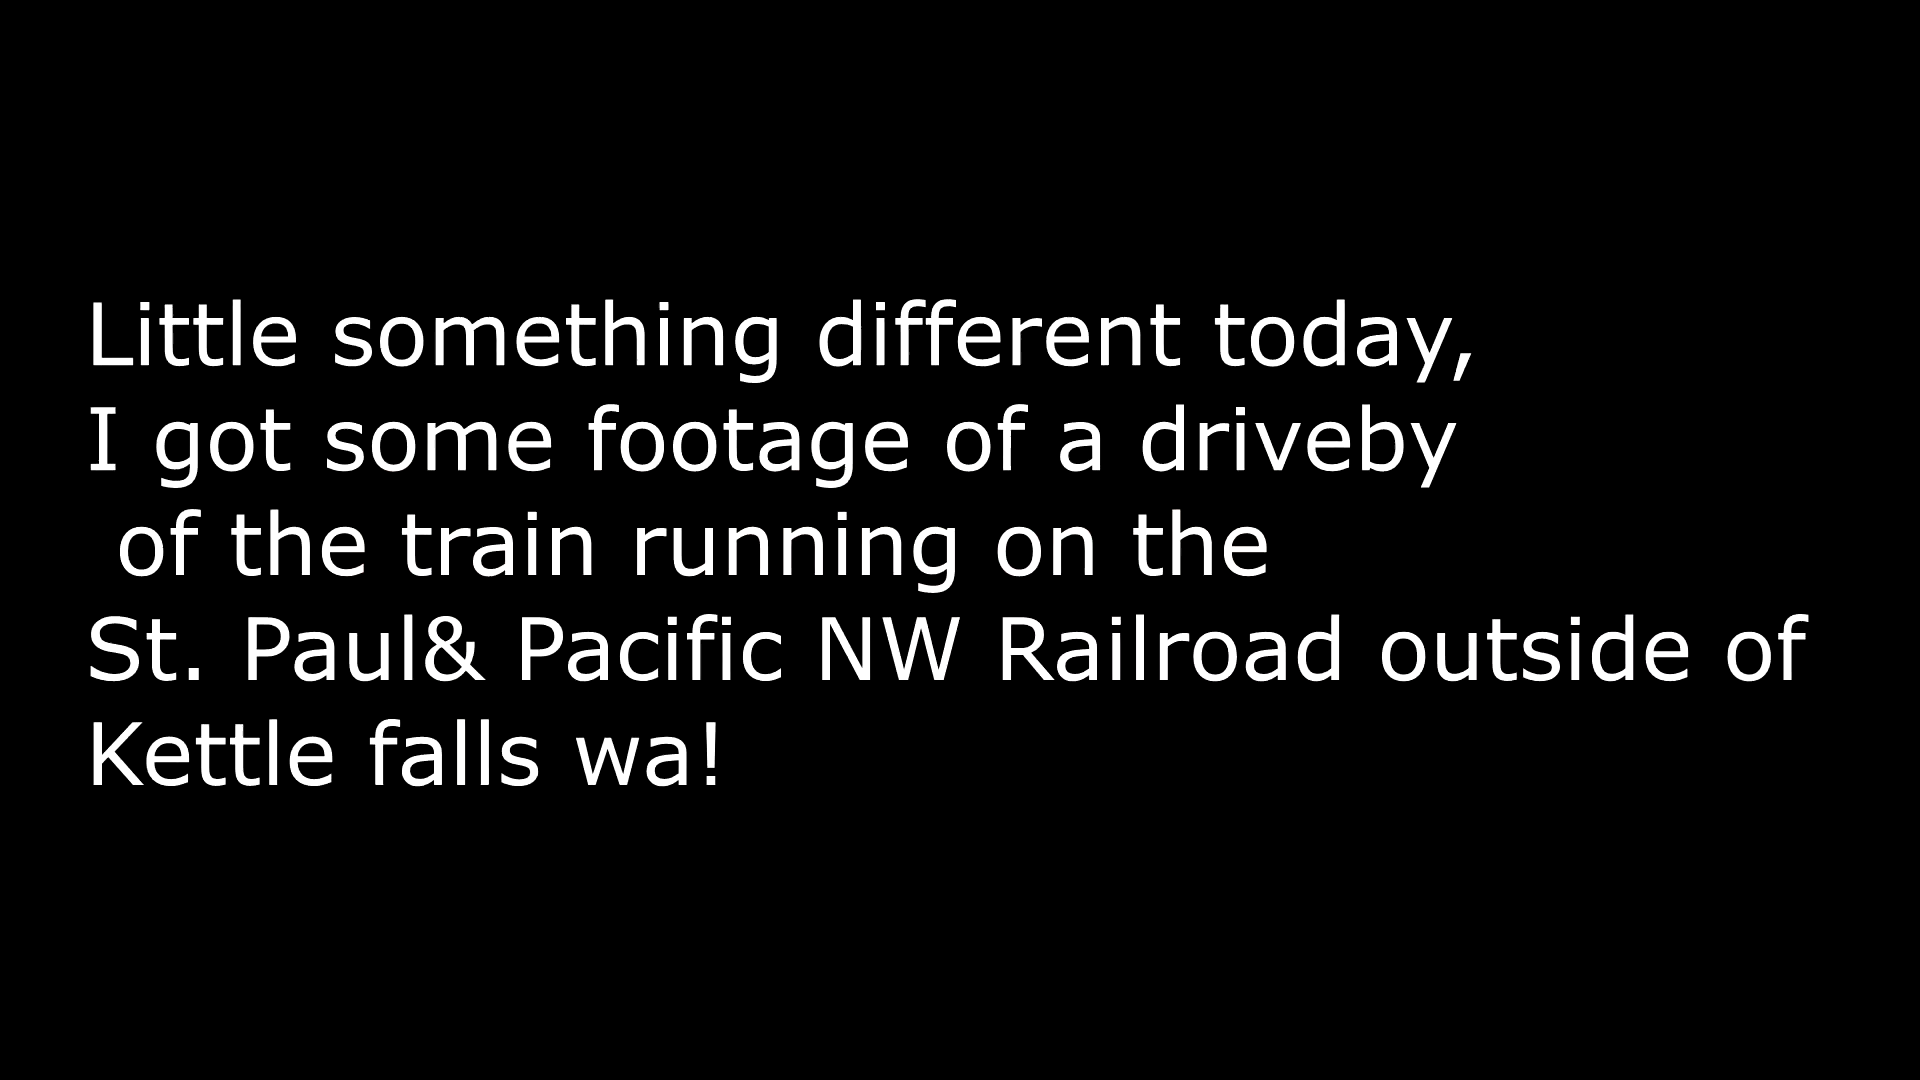 Little something different today,
I got some footage of a driveby
of the train running on the
St. Paul& Pacific NW Railroad outside of
Kettle falls wa!